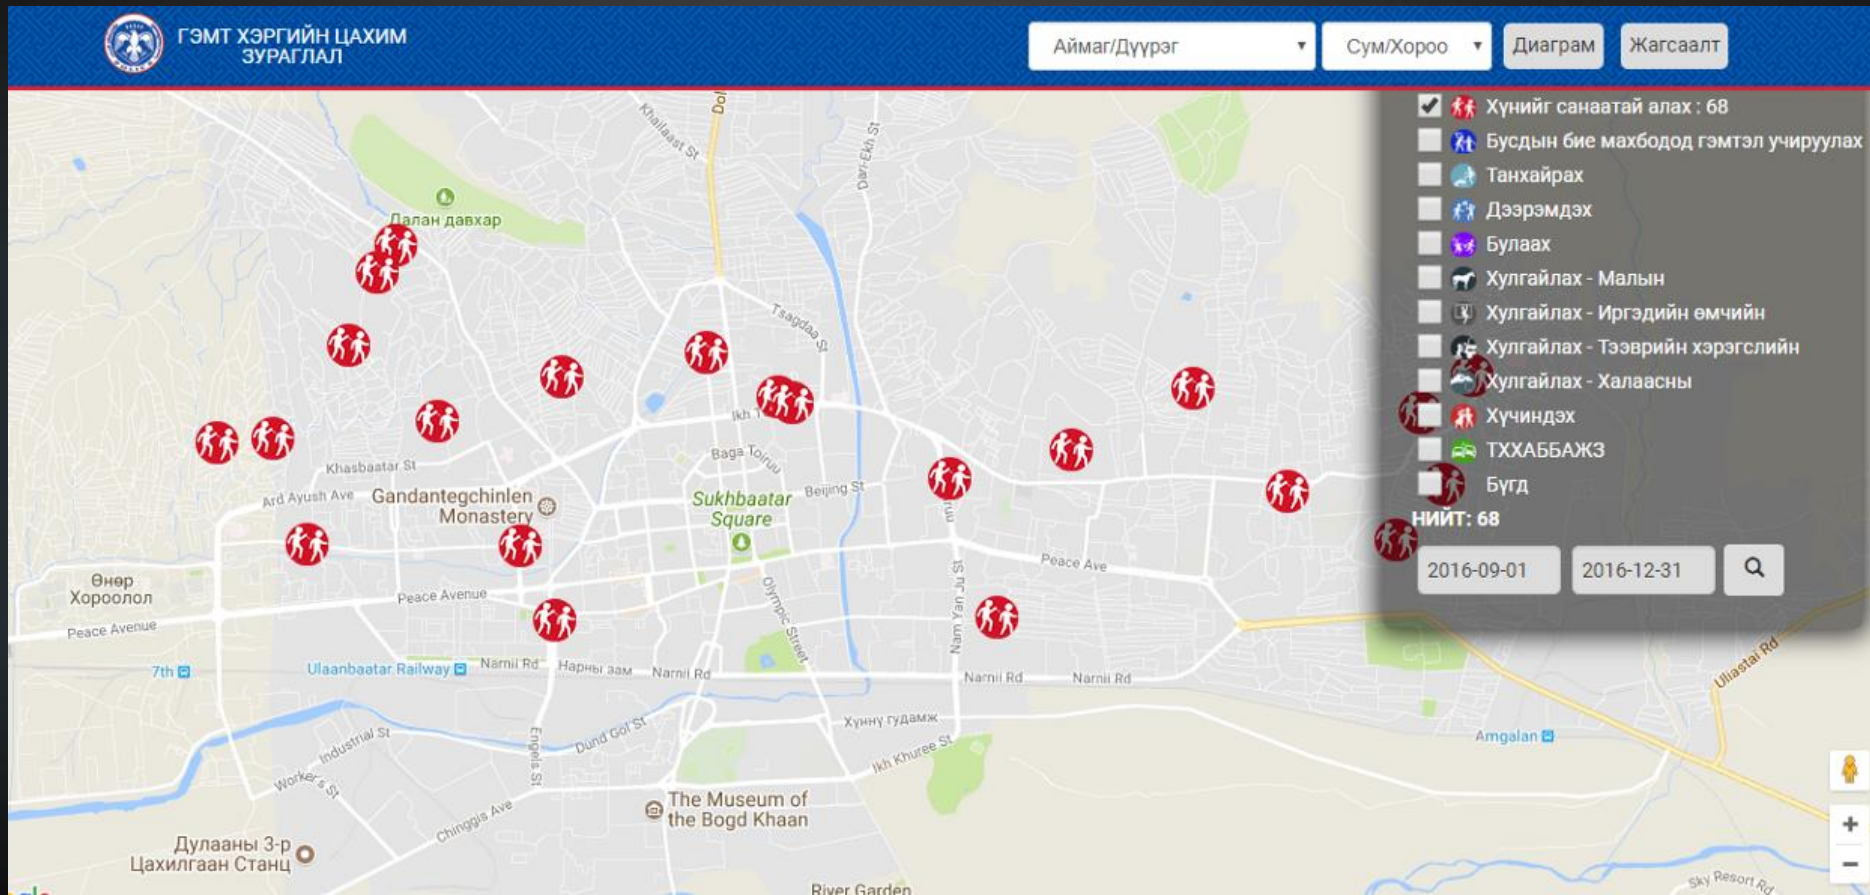 ГЭМТ ХЭРГИЙН ЦАХИМ
ЗУРАГЛАЛ
Аймаг/Дүүрэг
Сум/Хороо
Диаграм
Жагсаалт
Хүнийг санаатай алах : 68
Бусдын бие махбодод гэмтэл учируулах
Танхайрах
Дээрэмдэх
Булаах
Хулгайлах - Малын
Хулгайлах - Иргэдийн өмчийн
Хулгайлах - Тээврийн хэрэгслийн
Хулгайлах - Халаасны
Хүчиндэх
ТХХАББАЖЗ
Бүгд
НИЙТ: 68
2016-09-01
2016-12-31
Khailaast St
Dari-Ekh St
Далан давхар
Tsagdaa St
Baga Toiruu
Khasbaatar St
Ard Ayush Ave
Gandantegchinlen
Monastery
Sukhbaatar
Square
Beijing St
Peace Ave
Өнөр
Хороолол
Peace Avenue
Peace Avenue
Olympic Street
Nam Yan Ju St
7th
Ulaanbaatar Railway
Narnii Rd
Нарны зам
Narnii Rd
Narnii Rd
Narnii Rd
Uliastai Rd
Хүннү гудамж
Amgalan
Industrial St
Engels St
Dund Gol St
Ikh Khuree St
Worker's St
Chinggis Ave
The Museum of
the Bogd Khaan
Дулааны 3-р
Цахилгаан Станц
River Garden
Sky Resort Rd